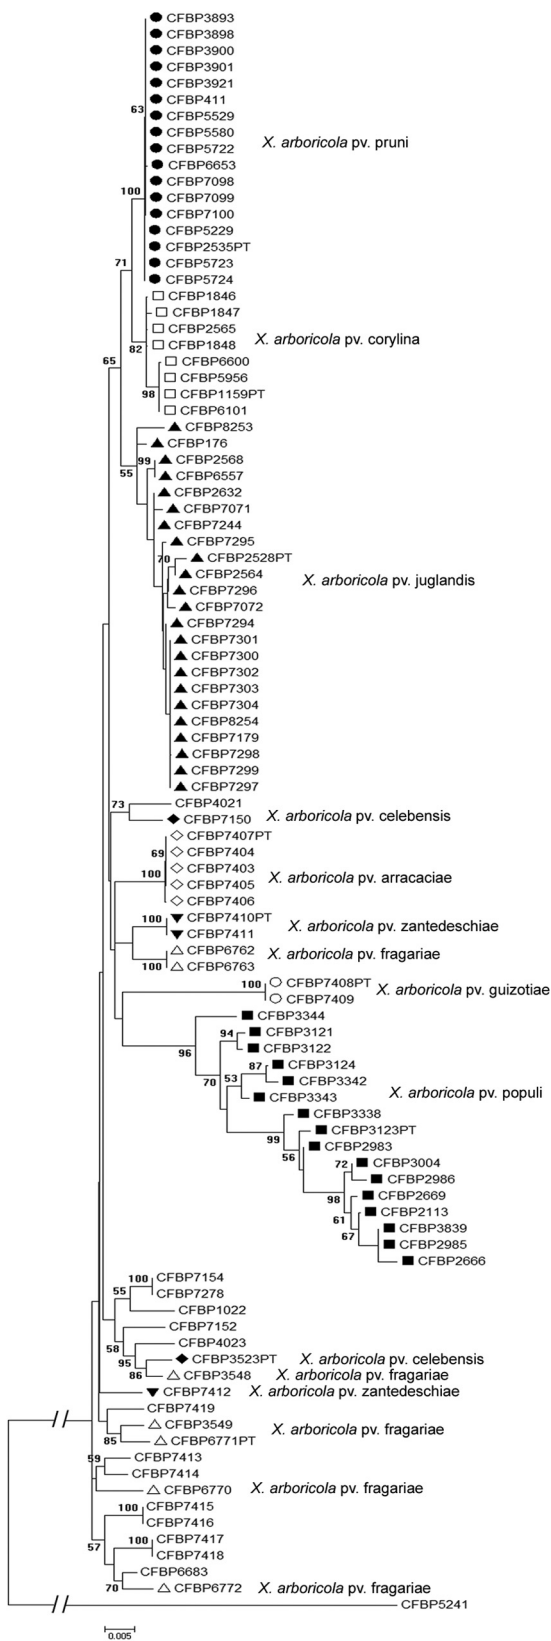 CFBP3893
CFBP3898
CFBP3900
CFBP3901
CFBP3921
63 CFBP411
CFBP5529
CFBP5580
CFBP5722 X. arboricola pv. pruni
CFBP6653
CFBP7098
100 CFBP7099
CFBP7100
CFBP5229
CFBP2535PT
71 CFBP5723
CFBP5724
CFBP1846
CFBP1847
CFBP2565
82 CFBP1848 X. arboricola pv. corylina
65 CFBP6600
CFBP5956
98 CFBP1159PT
CFBP6101
CFBP8253
CFBP176
99 CFBP2568
55 CFBP6557
CFBP2632
CFBP7071
CFBP7244
CFBP7295
70 CFBP2528PT
CFBP2564 X. arboricola pv. juglandis
CFBP7296
CFBP7072
CFBP7294
CFBP7301
CFBP7300
CFBP7302
CFBP7303
CFBP7304
CFBP8254
CFBP7179
CFBP7298
CFBP7299
CFBP7297
73 CFBP4021
CFBP7150 X. arboricola pv. celebensis
CFBP7407PT
69 CFBP7404
CFBP7403
100 CFBP7405 X. arboricola pv. arracaciae
CFBP7406
100 CFBP7410PT X. arboricola pv. zantedeschiae
CFBP7411
CFBP6762 X. arboricola pv. fragariae
100 CFBP6763
100 CFBP7408PT X. arboricola pv. guizotiae
CFBP7409
CFBP3344
94 CFBP3121
96 CFBP3122
87 CFBP3124
70 53 CFBP3342
CFBP3343 X. arboricola pv. populi
CFBP3338
99 CFBP3123PT
56 CFBP2983
72 CFBP3004
CFBP2986
98 CFBP2669
61 CFBP2113
67 CFBP3839
CFBP2985
CFBP2666
100 CFBP7154
55 CFBP7278
CFBP1022
CFBP7152
58 CFBP4023
95 CFBP3523PT X. arboricola pv. celebensis
86 CFBP3548 X. arboricola pv. fragariae
CFBP7412 X. arboricola pv. zantedeschiae
CFBP7419
CFBP3549 X. arboricola pv. fragariae
85 CFBP6771PT
59 CFBP7413
CFBP7414
CFBP6770 X. arboricola pv. fragariae
100 CFBP7415
CFBP7416
100 CFBP7417
57 CFBP7418
CFBP6683
70 CFBP6772 X. arboricola pv. fragariae
CFBP5241
0.005